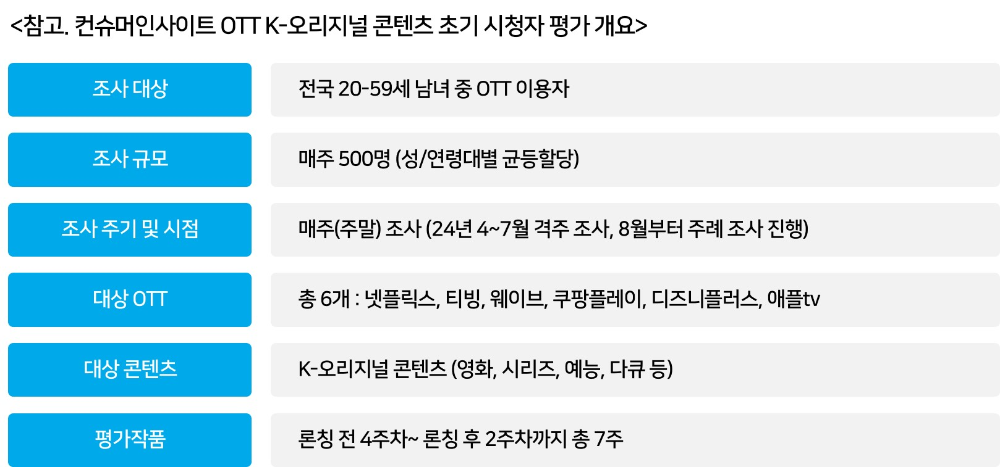 <참고. 컨슈머인사이트 OTT K-오리지널 콘텐츠 초기 시청자 평가 개요>
조사 대상
전국 20-59세 남녀 중 OTT 이용자
조사 규모
매주 500명 (성/연령대별 균등할당)
조사 주기 및 시점
매주(주말) 조사 (24년 4~7월 격주 조사, 8월부터 주례 조사 진행)
대상 OTT
총 6개 : 넷플릭스, 티빙, 웨이브, 쿠팡플레이, 디즈니플러스, 애플tv
대상 콘텐츠
K-오리지널 콘텐츠 (영화, 시리즈, 예능, 다큐 등)
평가작품
론칭 전 4주차~ 론칭 후 2주차까지 총 7주